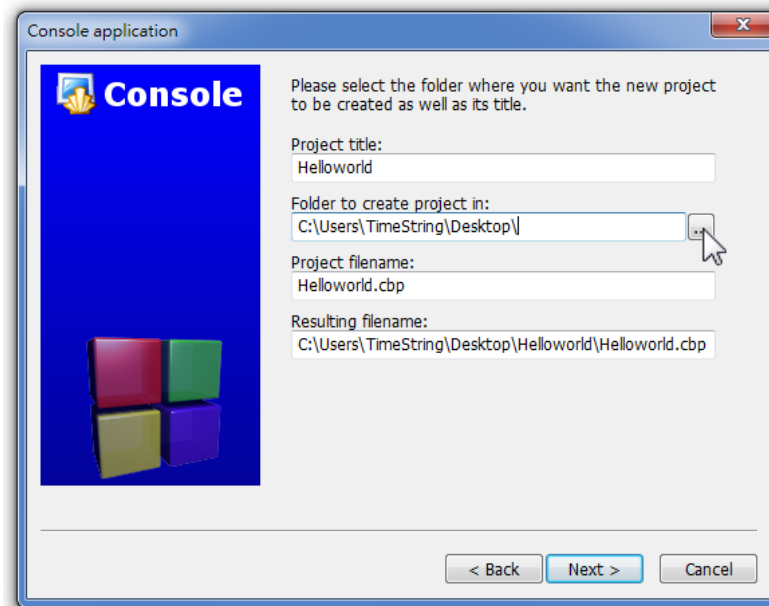 Console application
Console
Please select the folder where you want the new project
to be created as well as its title.
Project title:
Helloworld
Folder to create project in:
C:\Users\TimeString\Desktop\
...
Project filename:
Helloworld.cbp
Resulting filename:
C:\Users\TimeString\Desktop\Helloworld\Helloworld.cbp
< Back
Next >
Cancel